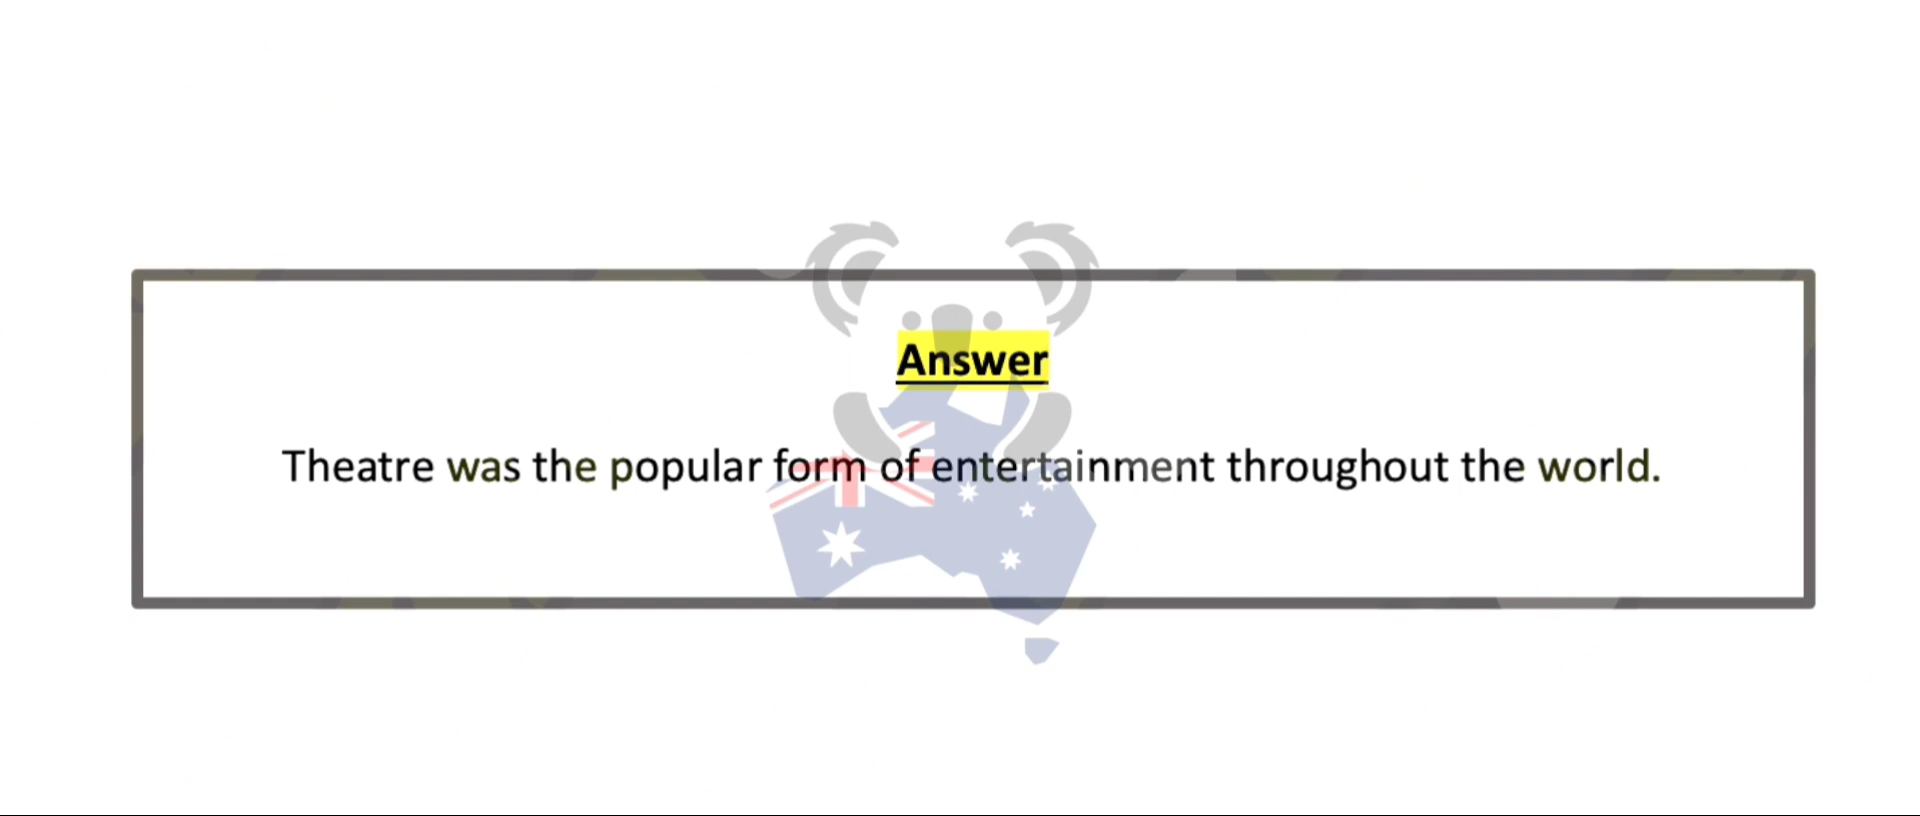 Answer
Theatre was the popular form of entertainment throughout the world.